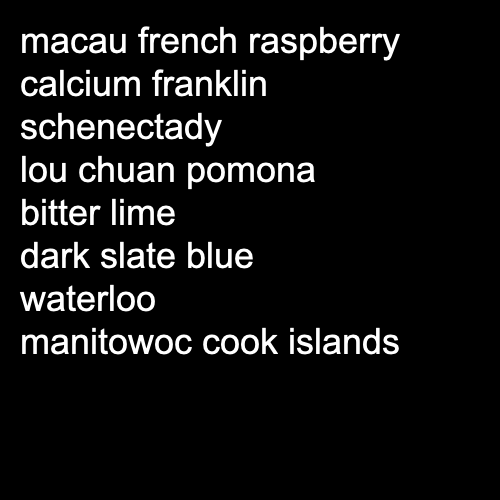 macau french raspberry
calcium franklin
schenectady
lou chuan pomona
bitter lime
dark slate blue
waterloo
manitowoc cook islands